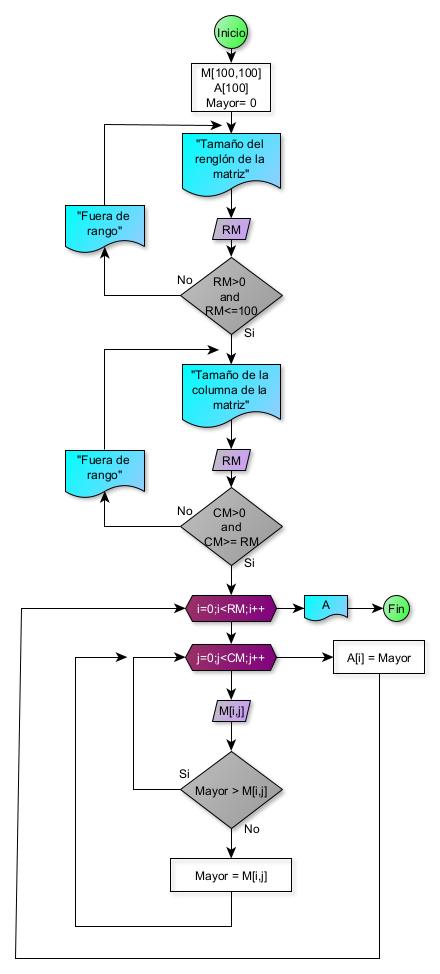 Inicio
M[100,100]
A[100]
Mayor= 0
"Tamaño del
renglón de la
matriz"
"Fuera de
rango"
RM
No
RM>0
and
RM<=100
Si
"Tamaño de la
columna de la
matriz"
"Fuera de
rango"
RM
No
CM>0
and
CM>= RM
Si
i=0;i<RM;i++
A
Fin
j=0;j<CM;j++
A[i] = Mayor
M[i,j]
Si
Mayor > M[i,j]
No
Mayor = M[i,j]